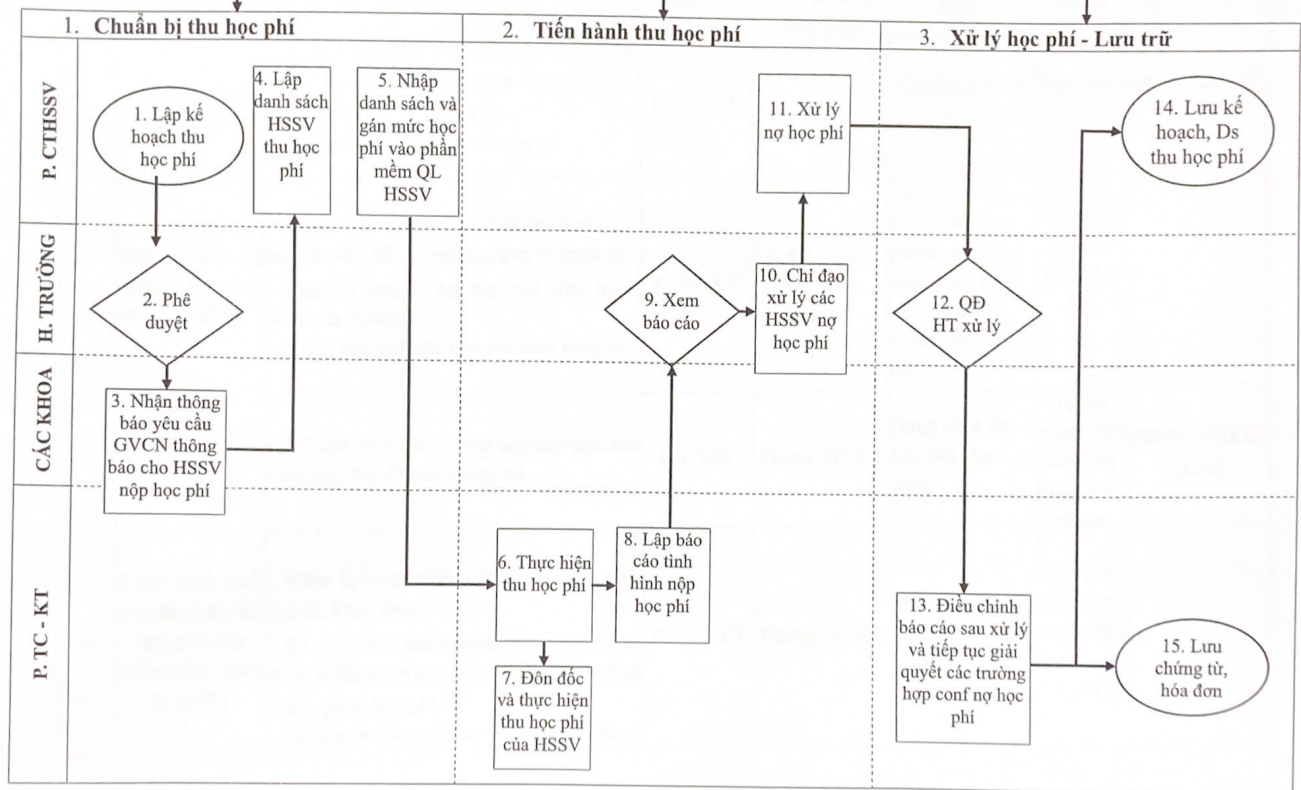 1. Chuẩn bị thu học phí
2. Tiến hành thu học phí
3. Xử lý học phí - Lưu trữ
P. CTHSSV
1. Lập kế
hoạch thu
học phí
4. Lập
danh sách
HSSV
thu học
phí
5. Nhập
danh sách và
gán mức học
phí vào phần
mềm QL
HSSV
11. Xử lý
nợ học phí
14. Lưu kế
hoạch, Ds
thu học phí
H. TRƯỞNG
2. Phê
duyệt
9. Xem
báo cáo
10. Chỉ đạo
xử lý các
HSSV nợ
học phí
12. QĐ
HT xử lý
CÁC KHOA
3. Nhận thông
báo yêu cầu
GVCN thông
báo cho HSSV
nộp học phí
P. TC - KT
6. Thực hiện
thu học phí
8. Lập báo
cáo tình
hình nộp
học phí
7. Đôn đốc
và thực hiện
thu học phí
của HSSV
13. Điều chỉnh
báo cáo sau xử lý
và tiếp tục giải
quyết các trường
hợp conf nợ học
phí
15. Lưu
chứng từ,
hóa đơn